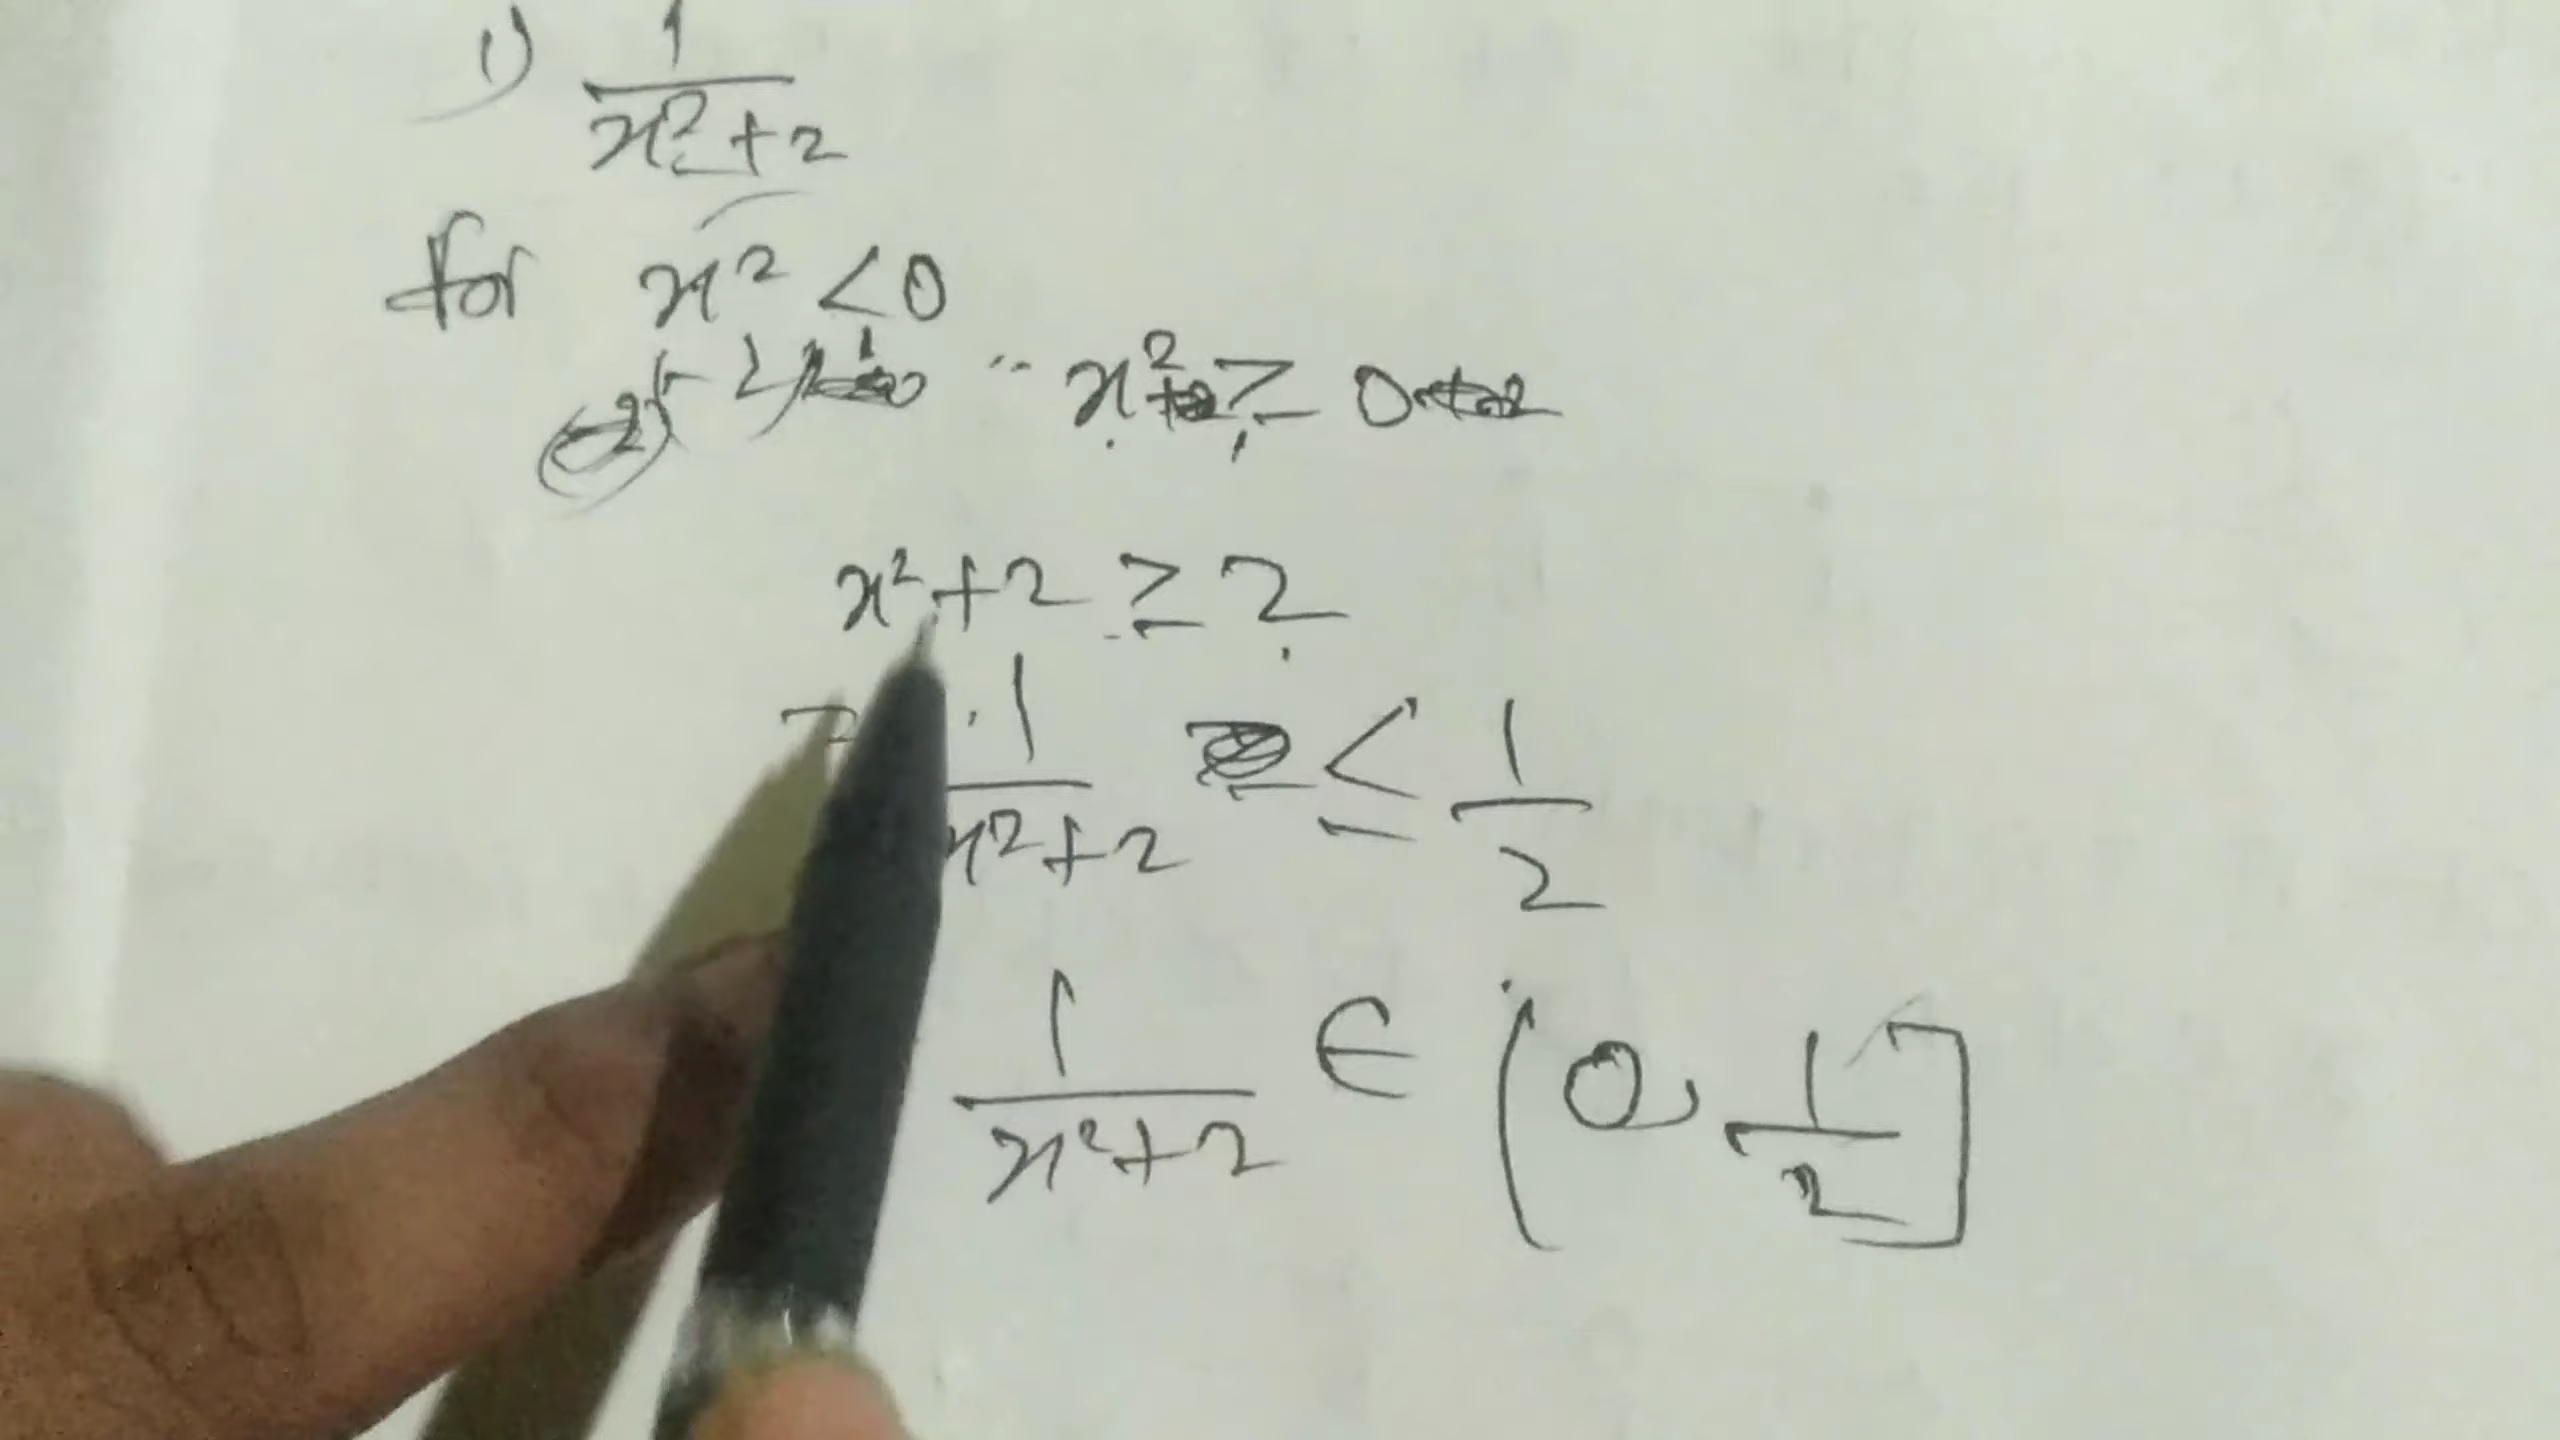 1) 1/(x²+2)
for x² < 0
x² ≥ 0
x²+2 ≥ 2
1/(x²+2) ≤ 1/2
1/(x²+2) ∈ (0, 1/2]